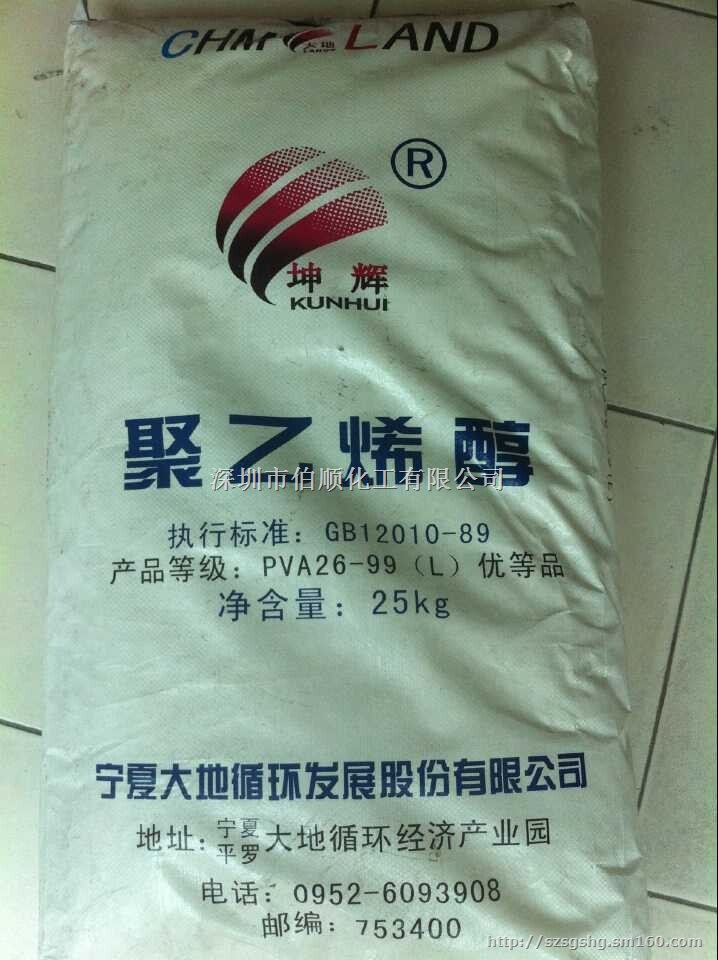 CHM LAND
大地
坤辉
KUNHUI
®
聚乙烯醇
深圳市伯顺化工有限公司
执行标准：GB12010-89
产品等级：PVA26-99（L）优等品
净含量：25kg
宁夏大地循环发展股份有限公司
地址：宁夏平罗大地循环经济产业园
电话：0952-6093908
邮编：753400
http://szsgshg.sm160.com